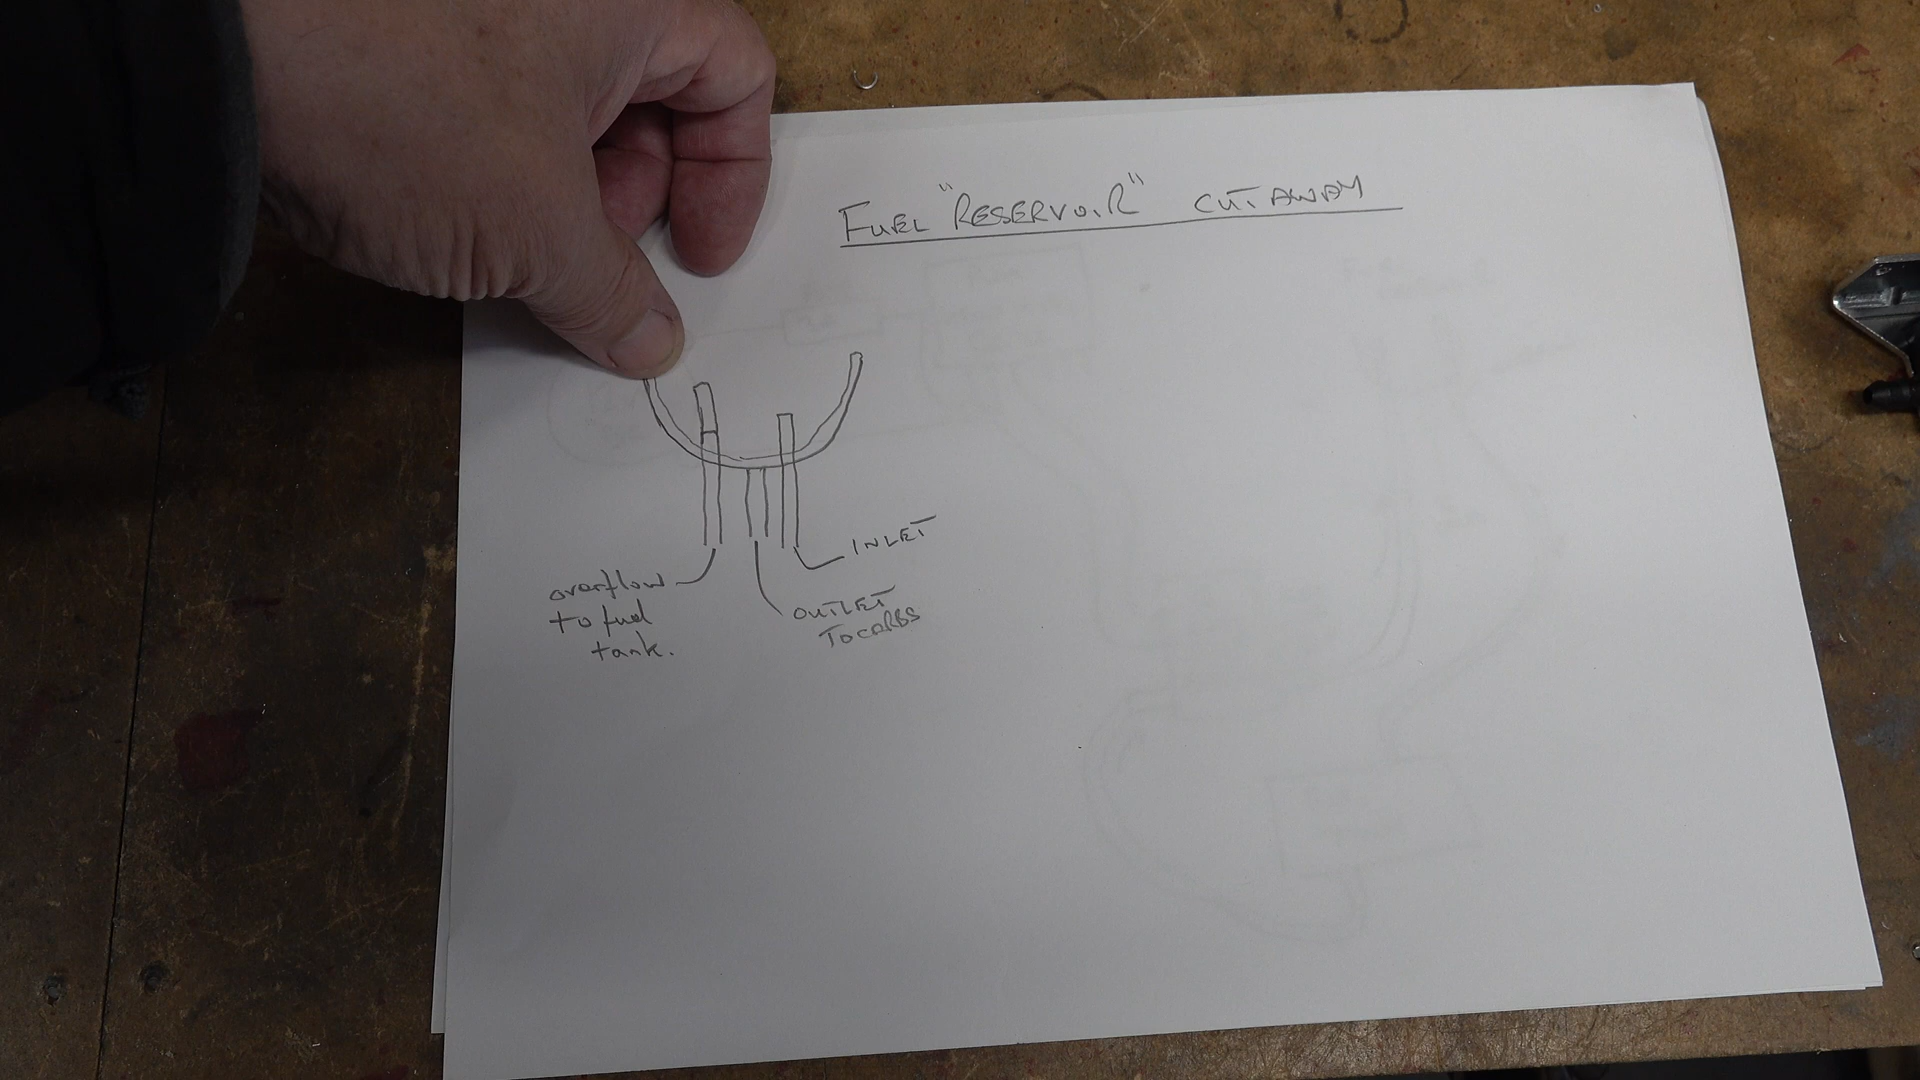 FUEL "RESERVOIR" CUTAWAY
INLET
overflow
to fuel
tank.
OUTLET
TO CARBS